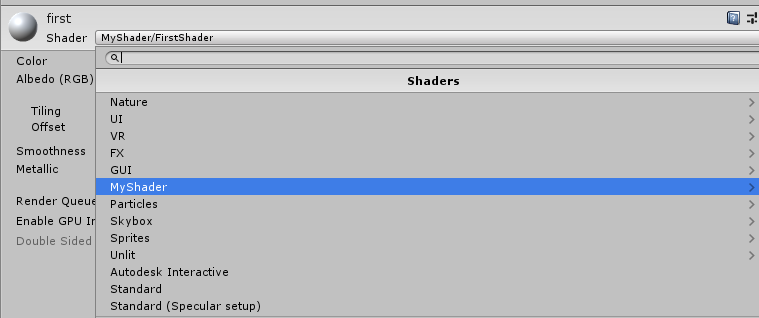 first
Shader MyShader/FirstShader
Color
Albedo (RGB)
Tiling
Offset
Smoothness
Metallic
Render Queue
Enable GPU In
Double Sided
Shaders
Nature
UI
VR
FX
GUI
MyShader
Particles
Skybox
Sprites
Unlit
Autodesk Interactive
Standard
Standard (Specular setup)